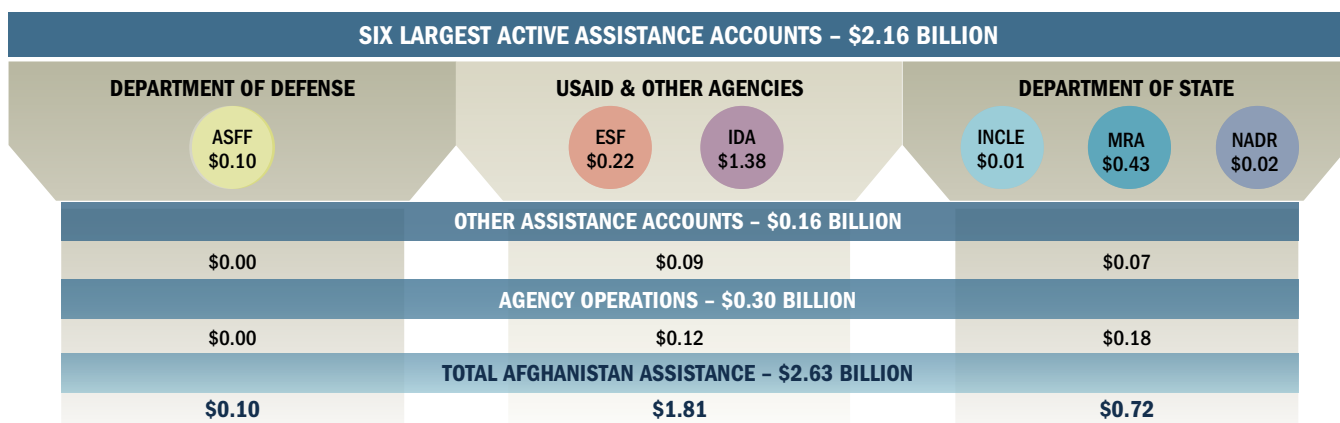 SIX LARGEST ACTIVE ASSISTANCE ACCOUNTS – $2.16 BILLION
DEPARTMENT OF DEFENSE
USAID & OTHER AGENCIES
DEPARTMENT OF STATE
ASFF
$0.10
ESF
$0.22
IDA
$1.38
INCLE
$0.01
MRA
$0.43
NADR
$0.02
OTHER ASSISTANCE ACCOUNTS – $0.16 BILLION
$0.00
$0.09
$0.07
AGENCY OPERATIONS – $0.30 BILLION
$0.00
$0.12
$0.18
TOTAL AFGHANISTAN ASSISTANCE – $2.63 BILLION
$0.10
$1.81
$0.72